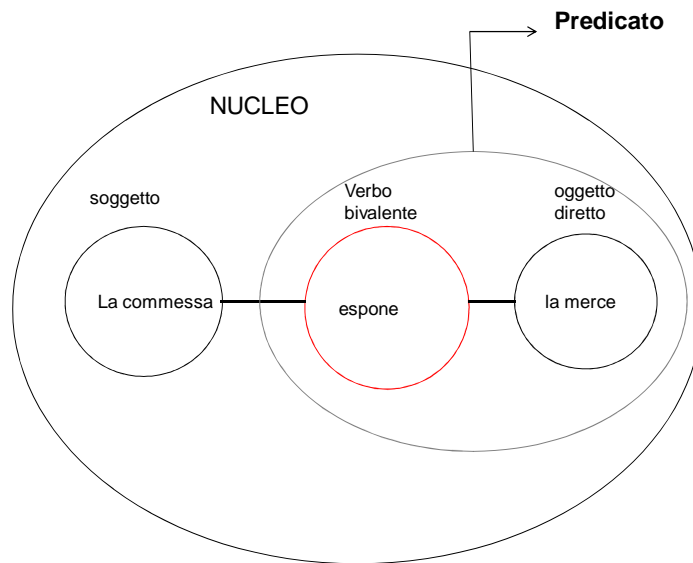 Predicato
NUCLEO
soggetto
Verbo
bivalente
oggetto
diretto
La commessa
espone
la merce